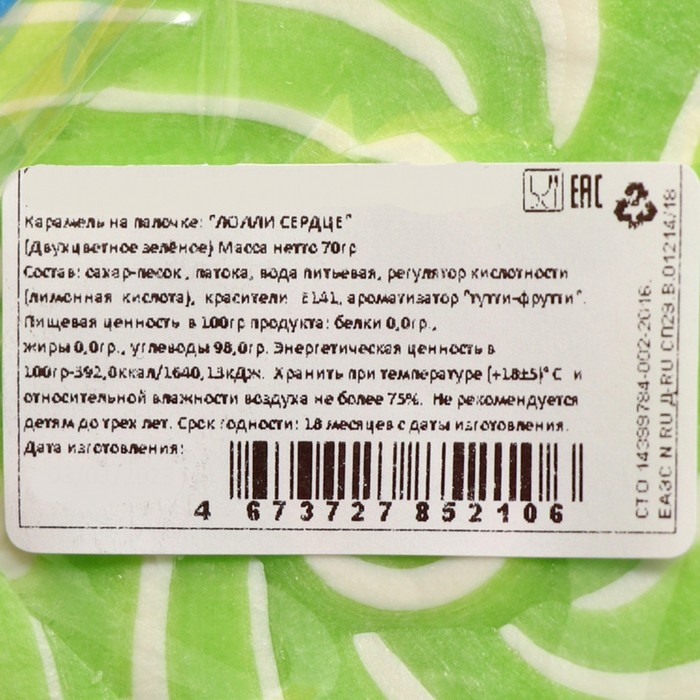 EAC
Карамель на палочке: "ЛОЛЛИ СЕРДЦЕ"
(Двухцветное зелёное) Масса нетто 70гр
Состав: сахар-песок, патока, вода питьевая, регулятор кислотности
(лимонная кислота), красители E141, ароматизатор "тутти-фрутти".
Пищевая ценность в 100гр продукта: белки 0,0гр.,
жиры 0,0гр., углеводы 98,0гр. Энергетическая ценность в
100гр-392,0ккал/1640,13кДж. Хранить при температуре (+18±5)°C и
относительной влажности воздуха не более 75%. Не рекомендуется
детям до трех лет. Срок годности: 18 месяцев с даты изготовления.
Дата изготовления:
4 673727 852106
СТО 14399784-002-2016.
ЕАЭС N RU Д-RU.СП29.В.01214/18